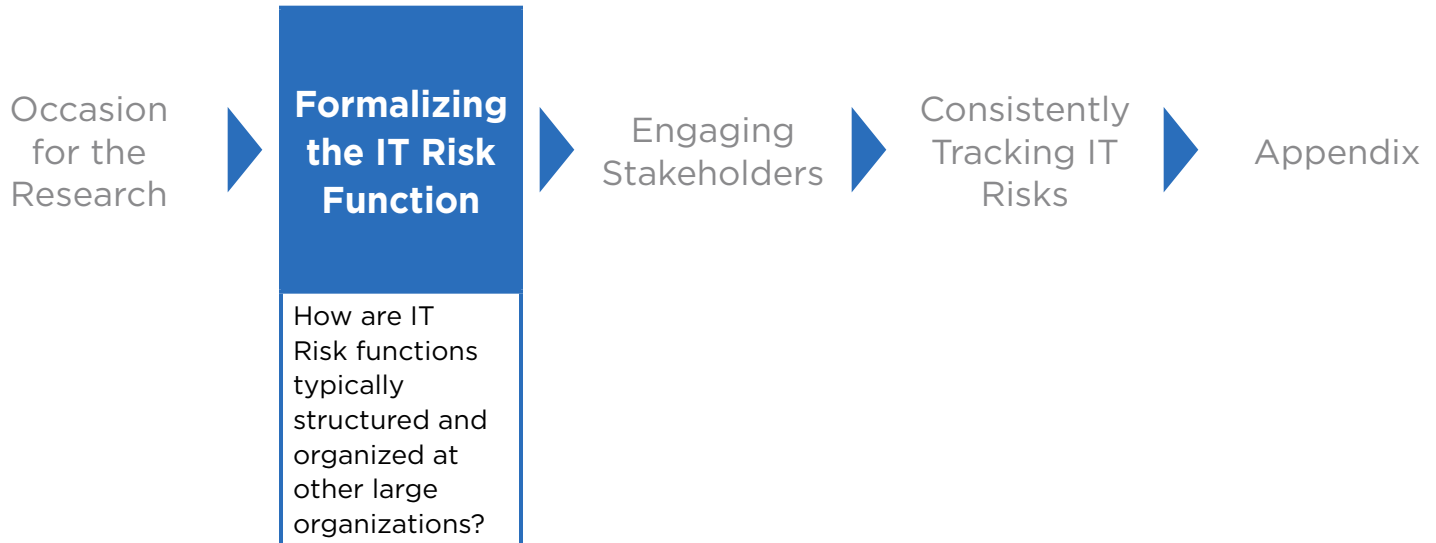 Occasion
for the
Research
Formalizing
the IT Risk
Function
How are IT
Risk functions
typically
structured and
organized at
other large
organizations?
Engaging
Stakeholders
Consistently
Tracking IT
Risks
Appendix